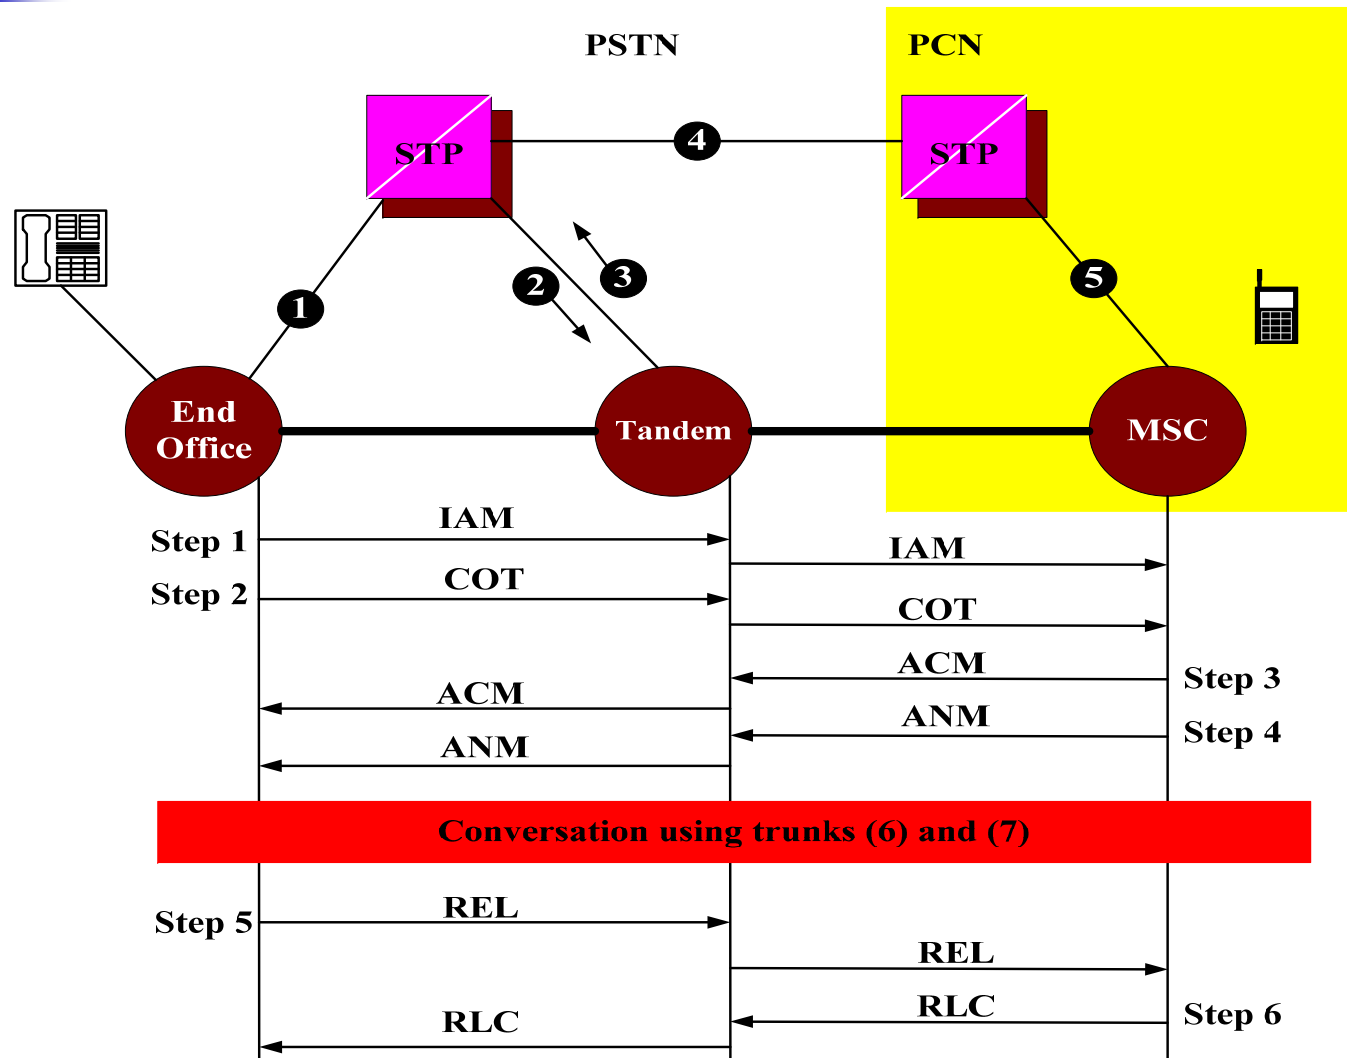 PSTN
PCN
STP
4
STP
2
3
5
1
End
Office
Tandem
MSC
IAM
Step 1
IAM
COT
Step 2
COT
ACM
Step 3
ACM
ANM
Step 4
ANM
Conversation using trunks (6) and (7)
REL
Step 5
REL
RLC
Step 6
RLC